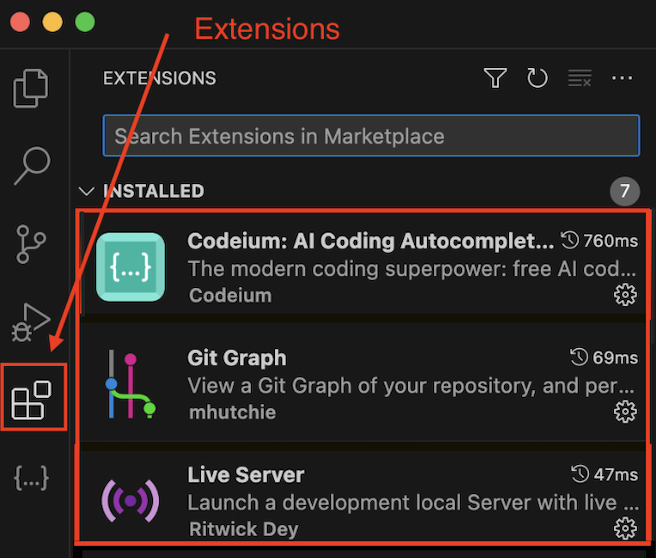 Extensions
EXTENSIONS
Search Extensions in Marketplace
INSTALLED 7
Codeium: AI Coding Autocomplet... 760ms
The modern coding superpower: free AI cod...
Codeium
Git Graph 69ms
View a Git Graph of your repository, and per...
mhutchie
Live Server 47ms
Launch a development local Server with live ...
Ritwick Dey